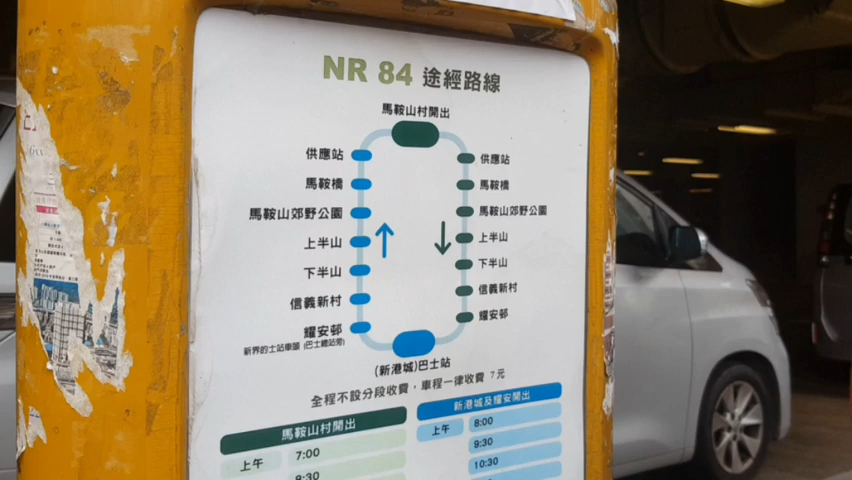 NR 84 途經路線
馬鞍山村開出
供應站
馬鞍橋
馬鞍山郊野公園
上半山
下半山
信義新村
耀安邨
新界的士站車頭 (巴士總站旁)
供應站
馬鞍橋
馬鞍山郊野公園
上半山
下半山
信義新村
耀安邨
(新港城)巴士站
全程不設分段收費，車程一律收費 7元
馬鞍山村開出
上午
7:00
新港城及耀安開出
上午
8:00
9:30
10:30